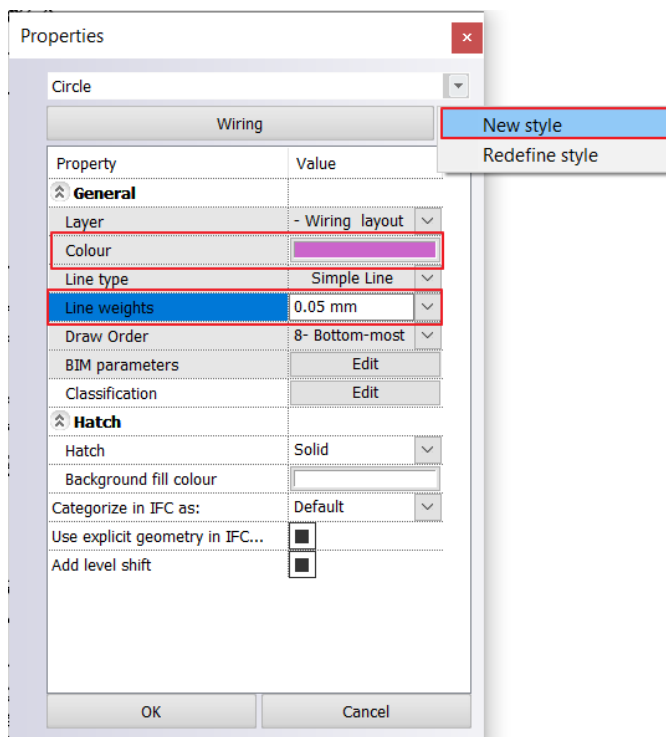 Properties
Circle
Wiring
New style
Redefine style
Property Value
General
Layer - Wiring layout
Colour
Line type Simple Line
Line weights 0.05 mm
Draw Order 8- Bottom-most
BIM parameters Edit
Classification Edit
Hatch
Hatch Solid
Background fill colour
Categorize in IFC as: Default
Use explicit geometry in IFC...
Add level shift
OK Cancel